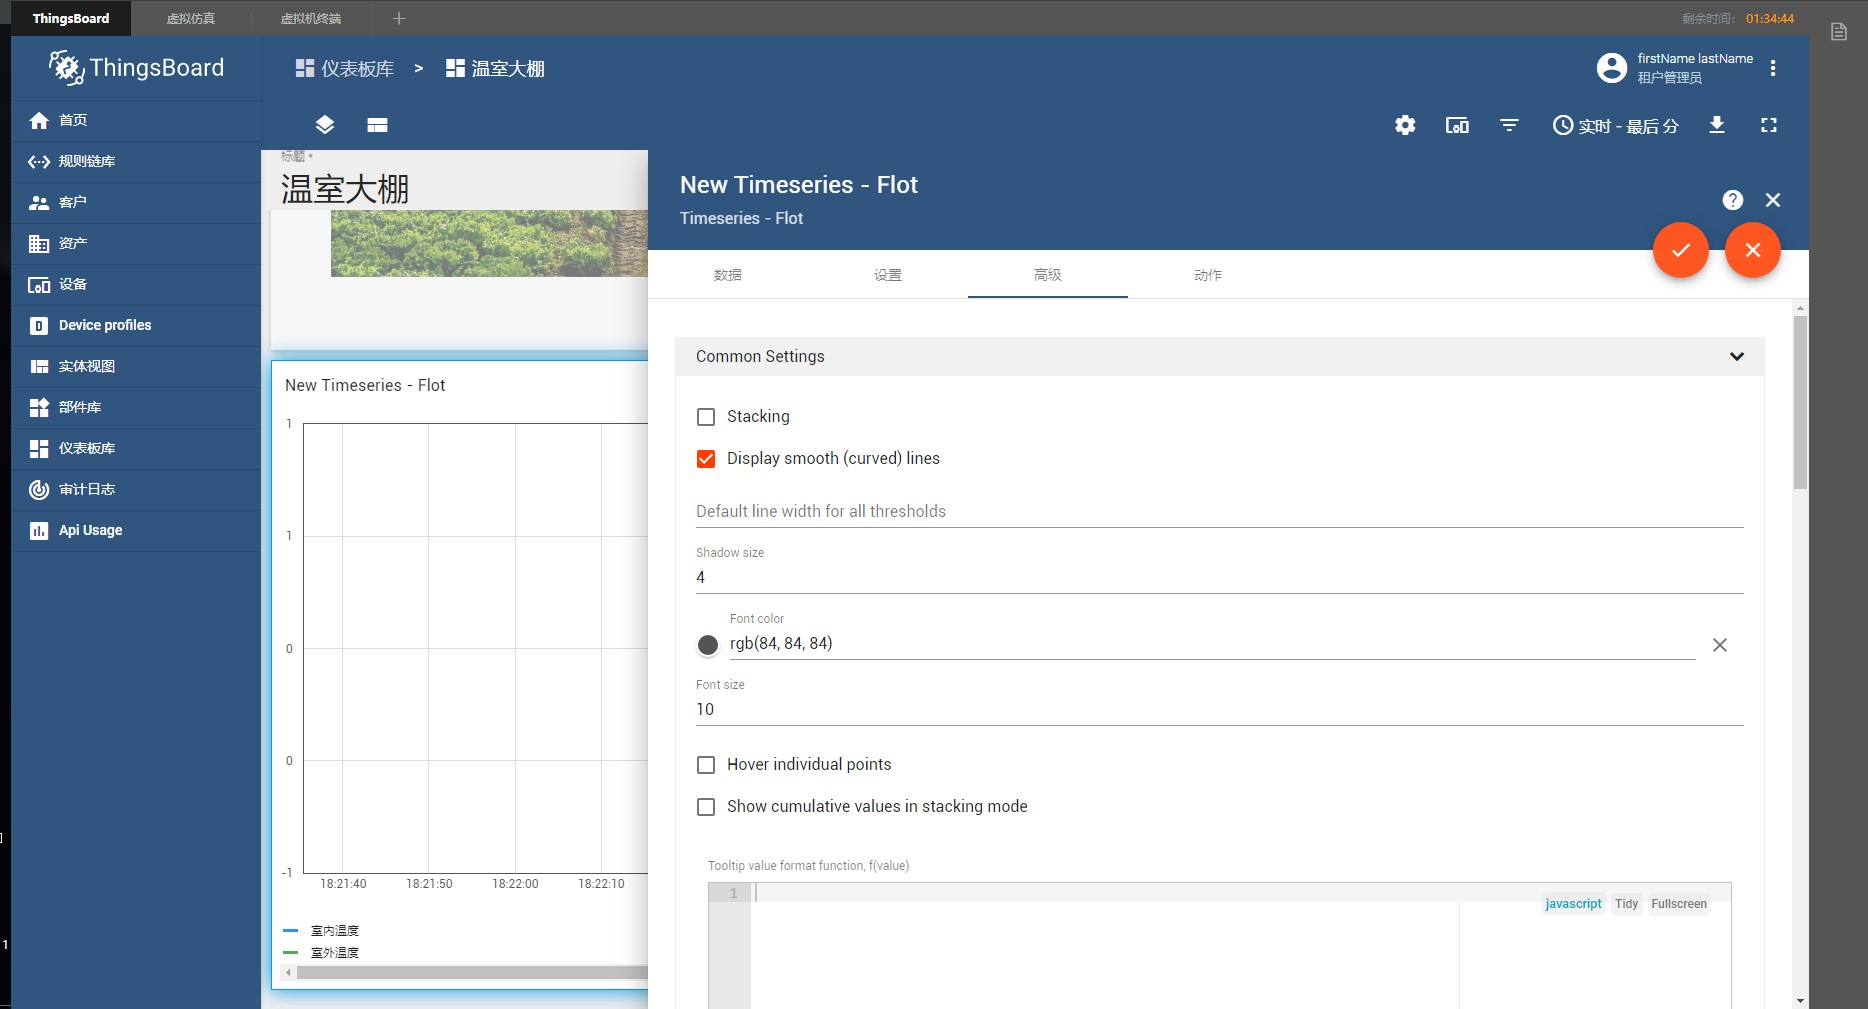 ThingsBoard
虚拟仿真
虚拟机终端
剩余时间: 01:34:44
ThingsBoard
仪表板库 > 温室大棚
firstName lastName
租户管理员
首页
规则链库
客户
资产
设备
Device profiles
实体视图
部件库
仪表板库
审计日志
Api Usage
实时 - 最后 分
标题 *
温室大棚
New Timeseries - Flot
1
1
0
0
-1
18:21:40 18:21:50 18:22:00 18:22:10
室内温度
室外温度
New Timeseries - Flot
Timeseries - Flot
数据 设置 高级 动作
Common Settings
Stacking
Display smooth (curved) lines
Default line width for all thresholds
Shadow size
4
Font color
rgb(84, 84, 84)
Font size
10
Hover individual points
Show cumulative values in stacking mode
Tooltip value format function, f(value)
1
javascript Tidy Fullscreen
1